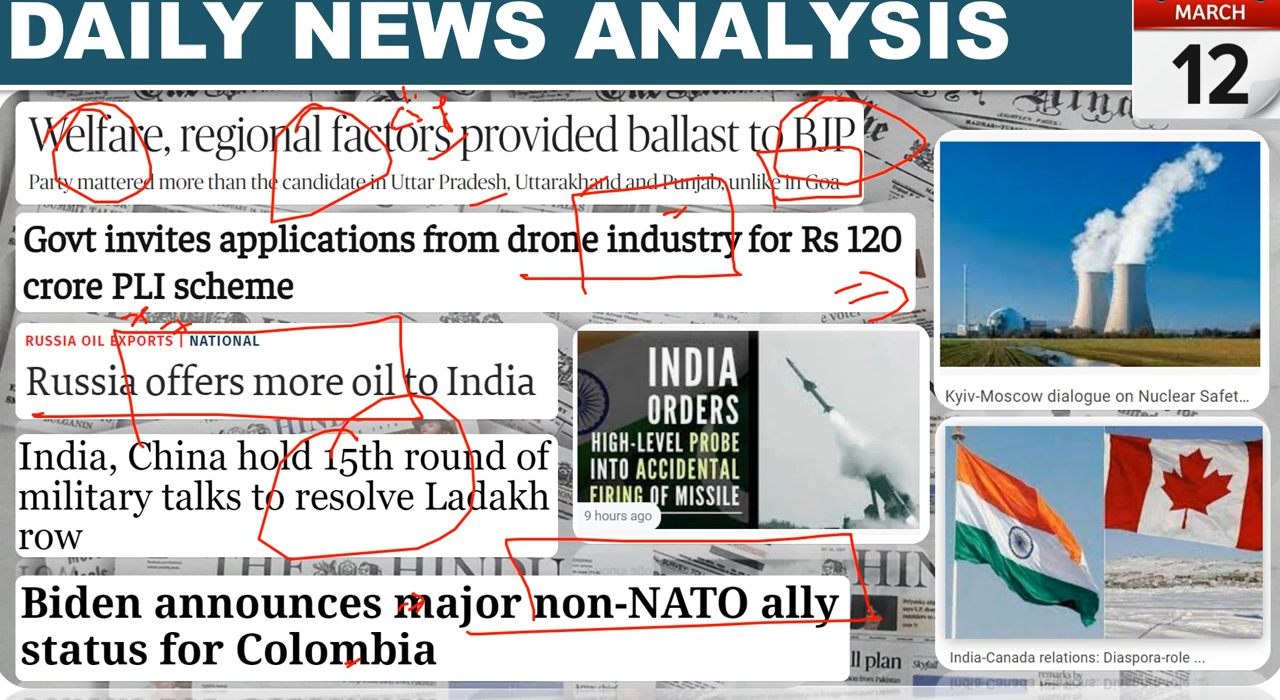 DAILY NEWS ANALYSIS
MARCH
12
Welfare, regional factors provided ballast to BJP
Party mattered more than the candidate in Uttar Pradesh, Uttarakhand and Punjab, unlike in Goa
Govt invites applications from drone industry for Rs 120
crore PLI scheme
RUSSIA OIL EXPORTS | NATIONAL
Russia offers more oil to India
India, China hold 15th round of
military talks to resolve Ladakh
row
Biden announces major non-NATO ally
status for Colombia
INDIA
ORDERS
HIGH-LEVEL PROBE
INTO ACCIDENTAL
FIRING OF MISSILE
9 hours ago
Kyiv-Moscow dialogue on Nuclear Safet...
India-Canada relations: Diaspora-role ...
ll plan
Skyfall